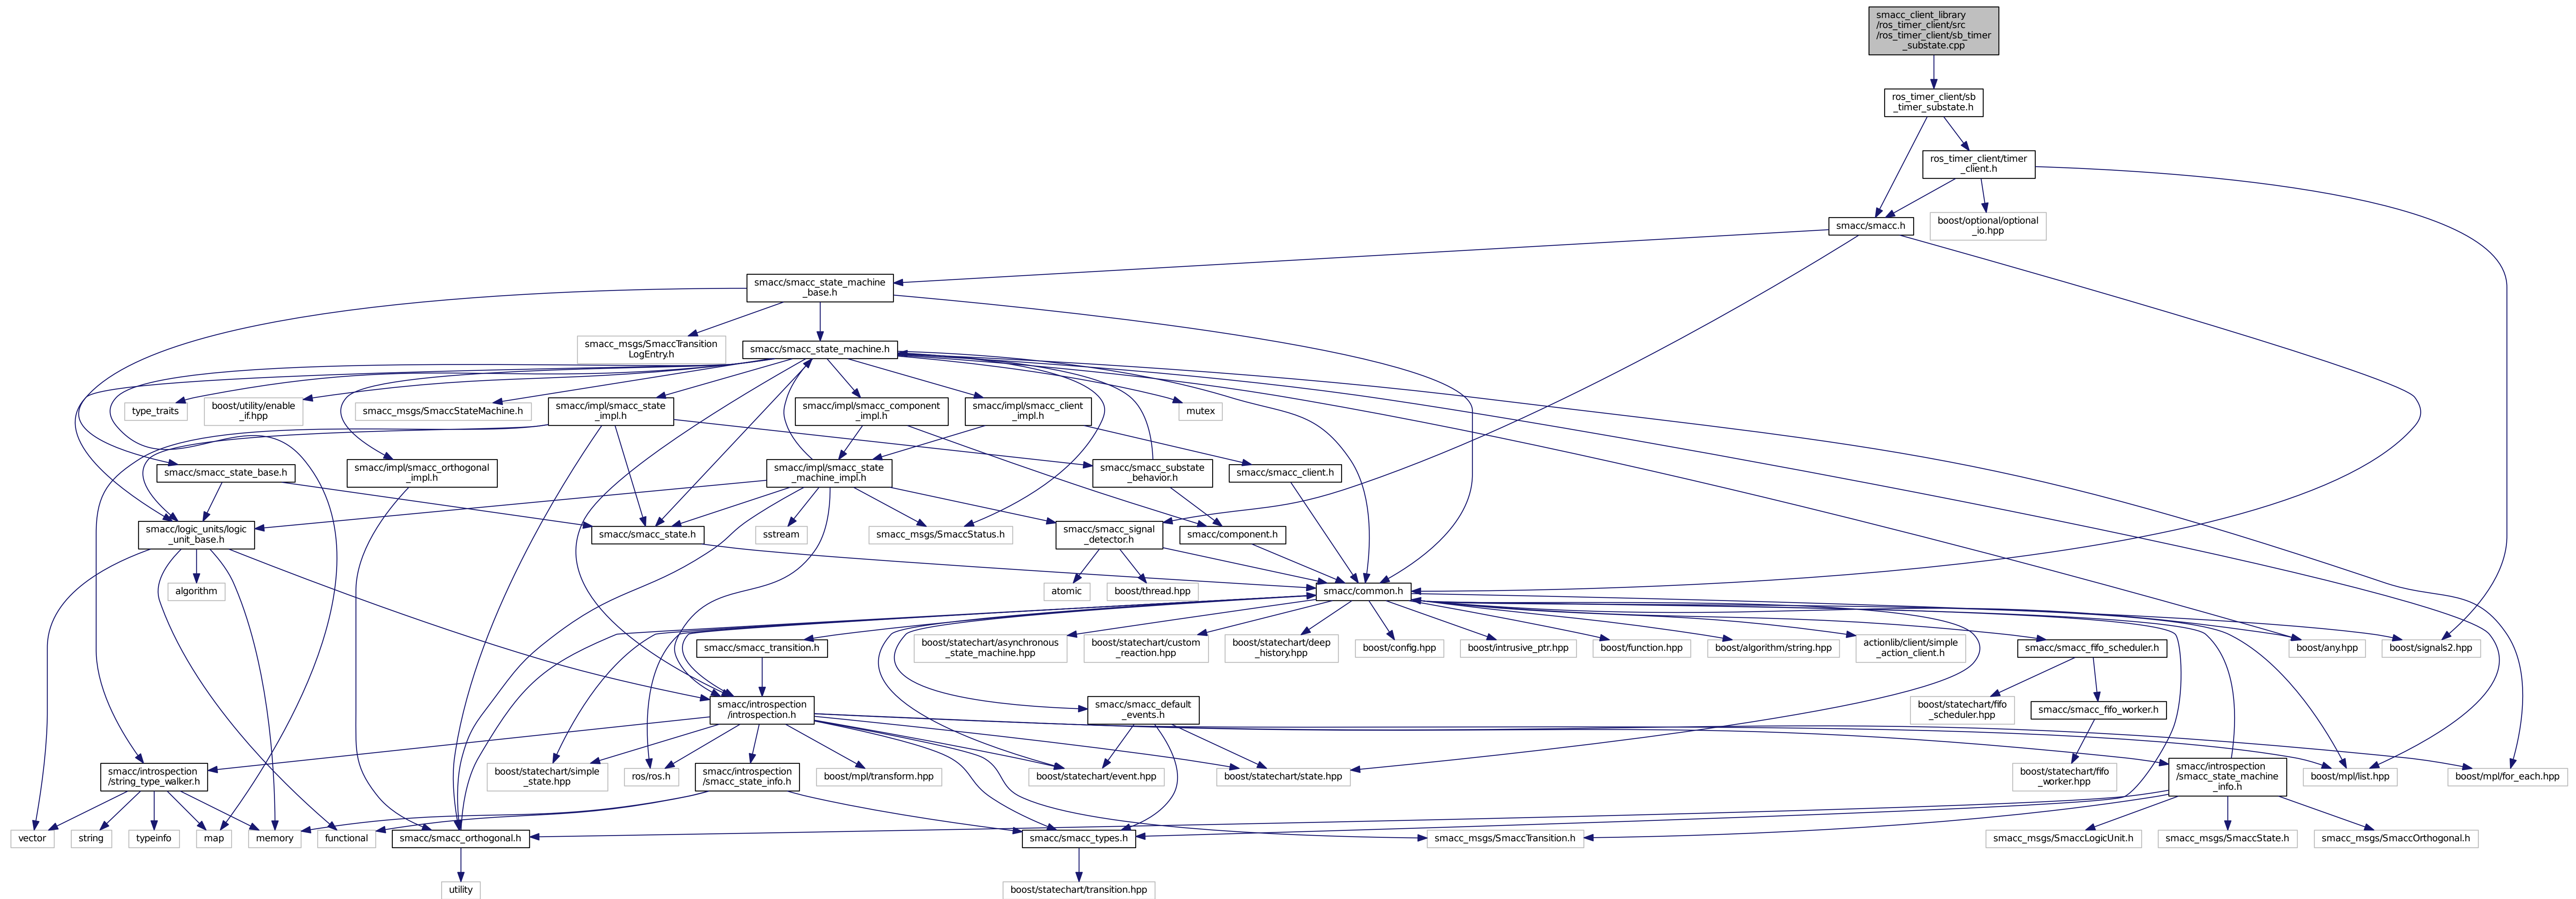 smacc_client_library
/ros_timer_client/src
/ros_timer_client/sb_timer
_substate.cpp
ros_timer_client/sb
_timer_substate.h
ros_timer_client/timer
_client.h
smacc/smacc.h
boost/optional/optional
_io.hpp
smacc/smacc_state_machine
_base.h
smacc_msgs/SmaccTransition
LogEntry.h
smacc/smacc_state_machine.h
type_traits
boost/utility/enable
_if.hpp
smacc_msgs/SmaccStateMachine.h
smacc/impl/smacc_state
_impl.h
smacc/impl/smacc_component
_impl.h
smacc/impl/smacc_client
_impl.h
mutex
smacc/smacc_state_base.h
smacc/impl/smacc_orthogonal
_impl.h
smacc/impl/smacc_state
_machine_impl.h
smacc/smacc_substate
_behavior.h
smacc/smacc_client.h
smacc/logic_units/logic
_unit_base.h
smacc/smacc_state.h
sstream
smacc_msgs/SmaccStatus.h
smacc/smacc_signal
_detector.h
smacc/component.h
algorithm
atomic
boost/thread.hpp
smacc/common.h
smacc/smacc_transition.h
boost/statechart/asynchronous
_state_machine.hpp
boost/statechart/custom
_reaction.hpp
boost/statechart/deep
_history.hpp
boost/config.hpp
boost/intrusive_ptr.hpp
boost/function.hpp
boost/algorithm/string.hpp
actionlib/client/simple
_action_client.h
smacc/smacc_fifo_scheduler.h
boost/any.hpp
boost/signals2.hpp
smacc/introspection
/introspection.h
smacc/smacc_default
_events.h
boost/statechart/fifo
_scheduler.hpp
smacc/smacc_fifo_worker.h
smacc/introspection
/string_type_walker.h
boost/statechart/simple
_state.hpp
ros/ros.h
smacc/introspection
/smacc_state_info.h
boost/mpl/transform.hpp
boost/statechart/event.hpp
boost/statechart/state.hpp
boost/statechart/fifo
_worker.hpp
smacc/introspection
/smacc_state_machine
_info.h
boost/mpl/list.hpp
boost/mpl/for_each.hpp
vector
string
typeinfo
map
memory
functional
smacc/smacc_orthogonal.h
smacc/smacc_types.h
smacc_msgs/SmaccTransition.h
smacc_msgs/SmaccLogicUnit.h
smacc_msgs/SmaccState.h
smacc_msgs/SmaccOrthogonal.h
utility
boost/statechart/transition.hpp